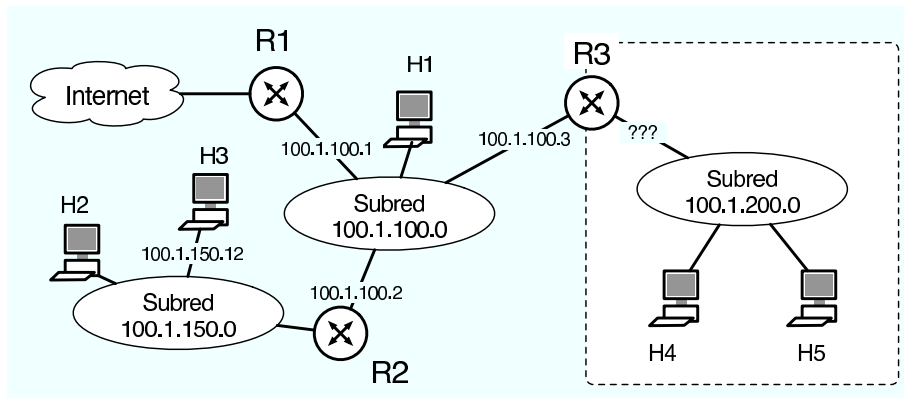 R1
R3
H1
Internet
100.1.100.1
100.1.100.3
???
H3
H2
Subred
100.1.100.0
Subred
100.1.200.0
100.1.150.12
100.1.100.2
Subred
100.1.150.0
R2
H4
H5